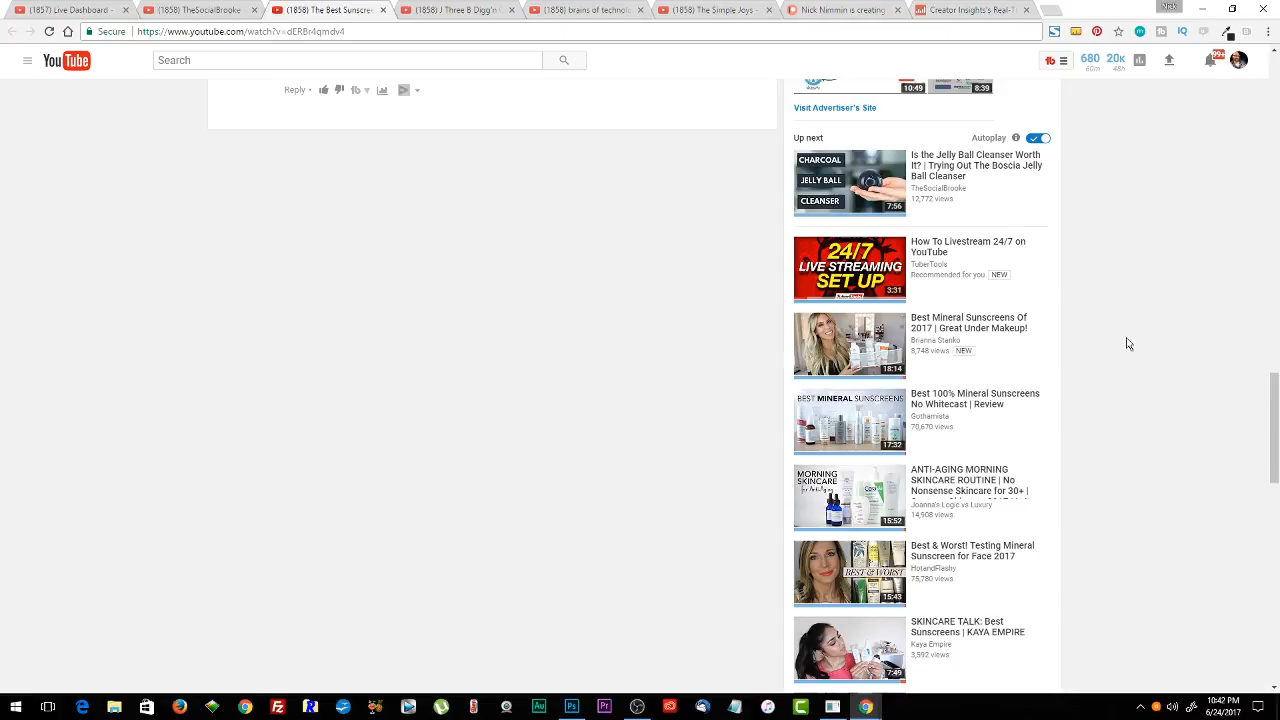 (1857) Live Dashboard -
(1858) TheSocialBrooke
(1858) The Best Sunscre
(1858) J Three B Diggi'n
(1858) boxes of technolo
(1858) The Simple Joys -
Nick Nimmin is creating
Creator Insights's Real-T
Nick
Secure
https://www.youtube.com/watch?v=dERBr4qmdv4
YouTube
Search
680
60m
20K
48h
99+
reply
10:49
8:39
Visit Advertiser's Site
Up next
Autoplay
CHARCOAL
JELLY BALL
CLEANSER
7:56
Is the Jelly Ball Cleanser Worth
It? | Trying Out The Boscia Jelly
Ball Cleanser
TheSocialBrooke
12,772 views
24/7
LIVE STREAMING
SET UP
3:31
How To Livestream 24/7 on
YouTube
TuberTools
Recommended for you NEW
18:14
Best Mineral Sunscreens Of
2017 | Great Under Makeup!
Brianna Stanko
8,748 views NEW
BEST MINERAL SUNSCREENS
17:32
Best 100% Mineral Sunscreens
No Whitecast | Review
Gothamista
70,670 views
MORNING
SKINCARE
for Anti-Aging
15:52
ANTI-AGING MORNING
SKINCARE ROUTINE | No
Nonsense Skincare for 30+ |
Joanna's Logic vs Luxury
14,908 views
BEST & WORST
15:43
Best & Worst! Testing Mineral
Sunscreen for Face 2017
HotandFlashy
75,780 views
7:49
SKINCARE TALK: Best
Sunscreens | KAYA EMPIRE
Kaya Empire
3,592 views
10:42 PM
6/24/2017